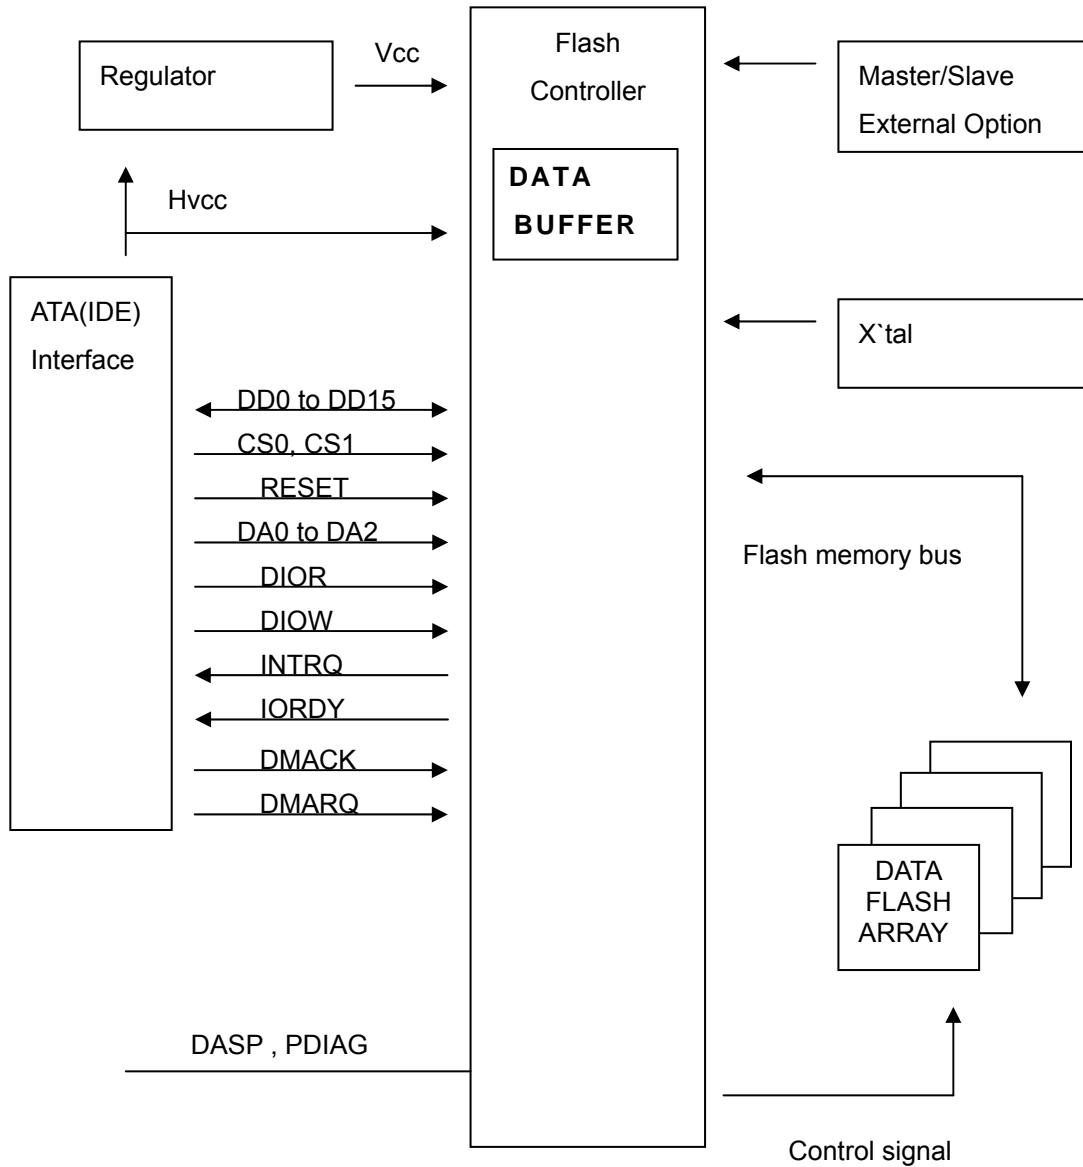 Flash
Controller
DATA
BUFFER
Regulator
Vcc
Hvcc
ATA(IDE)
Interface
DD0 to DD15
CS0, CS1
RESET
DA0 to DA2
DIOR
DIOW
INTRQ
IORDY
DMACK
DMARQ
DASP , PDIAG
Master/Slave
External Option
X`tal
Flash memory bus
DATA
FLASH
ARRAY
Control signal